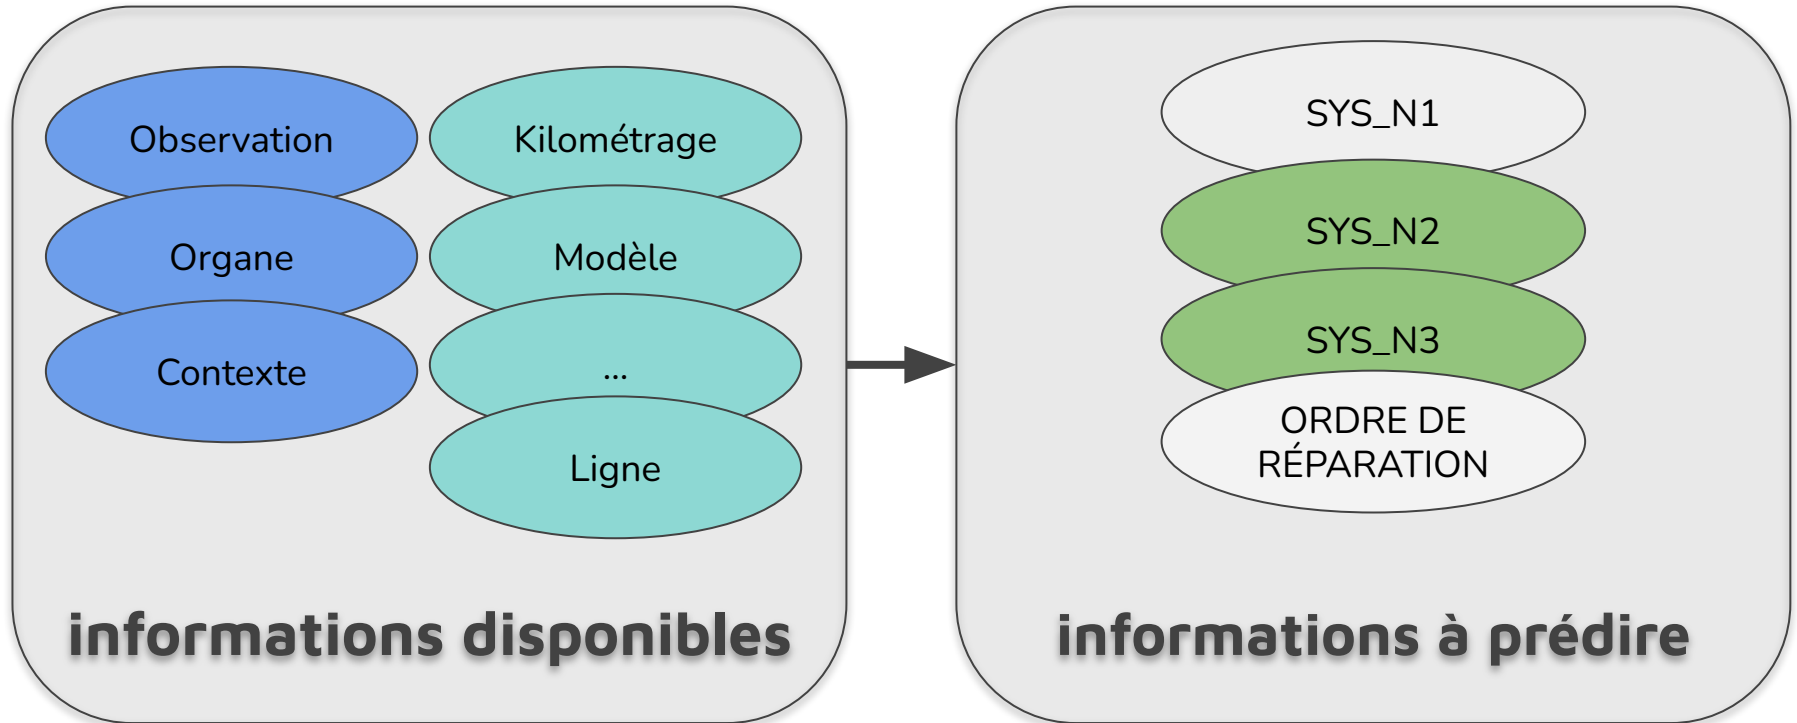 Observation
Organe
Contexte
Kilométrage
Modèle
...
Ligne
informations disponibles
SYS_N1
SYS_N2
SYS_N3
ORDRE DE
RÉPARATION
informations à prédire